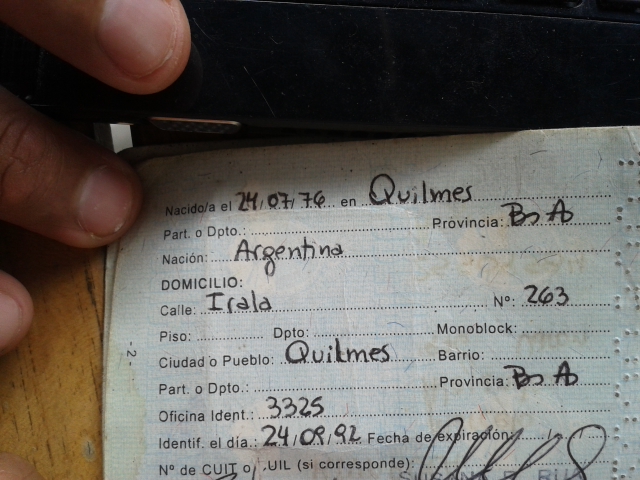 Nacido/a el 24/07/76 en Quilmes
Part. o Dpto.: Provincia: Bs As
Nación: Argentina
DOMICILIO:
Calle: Irala Nº: 263
Piso: Dpto: Monoblock:
Ciudad o Pueblo: Quilmes Barrio:
Part. o Dpto.: Provincia: Bs As
Oficina Ident.: 3325
Identif. el día.: 24/09/92 Fecha de expiración: / /
Nº de CUIT o UIL (si corresponde):
-2-